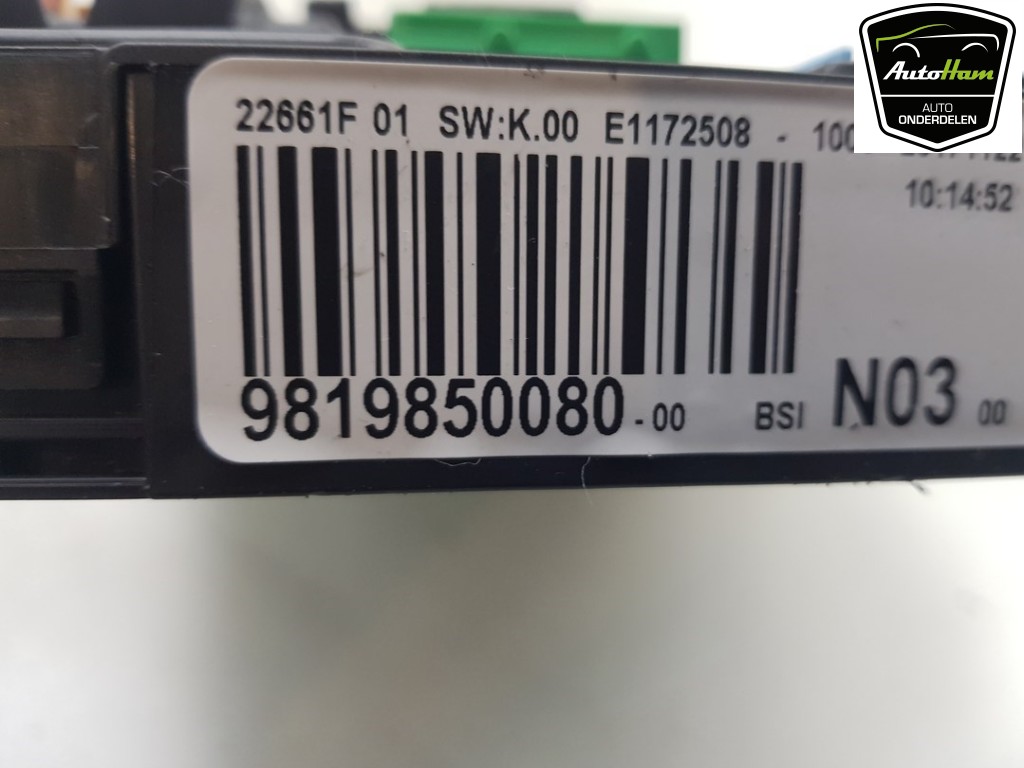 AutoHam
AUTO
ONDERDELEN
22661F 01 SW:K.00 E1172508 -
10:14:52
9819850080-00 BSI N03 00